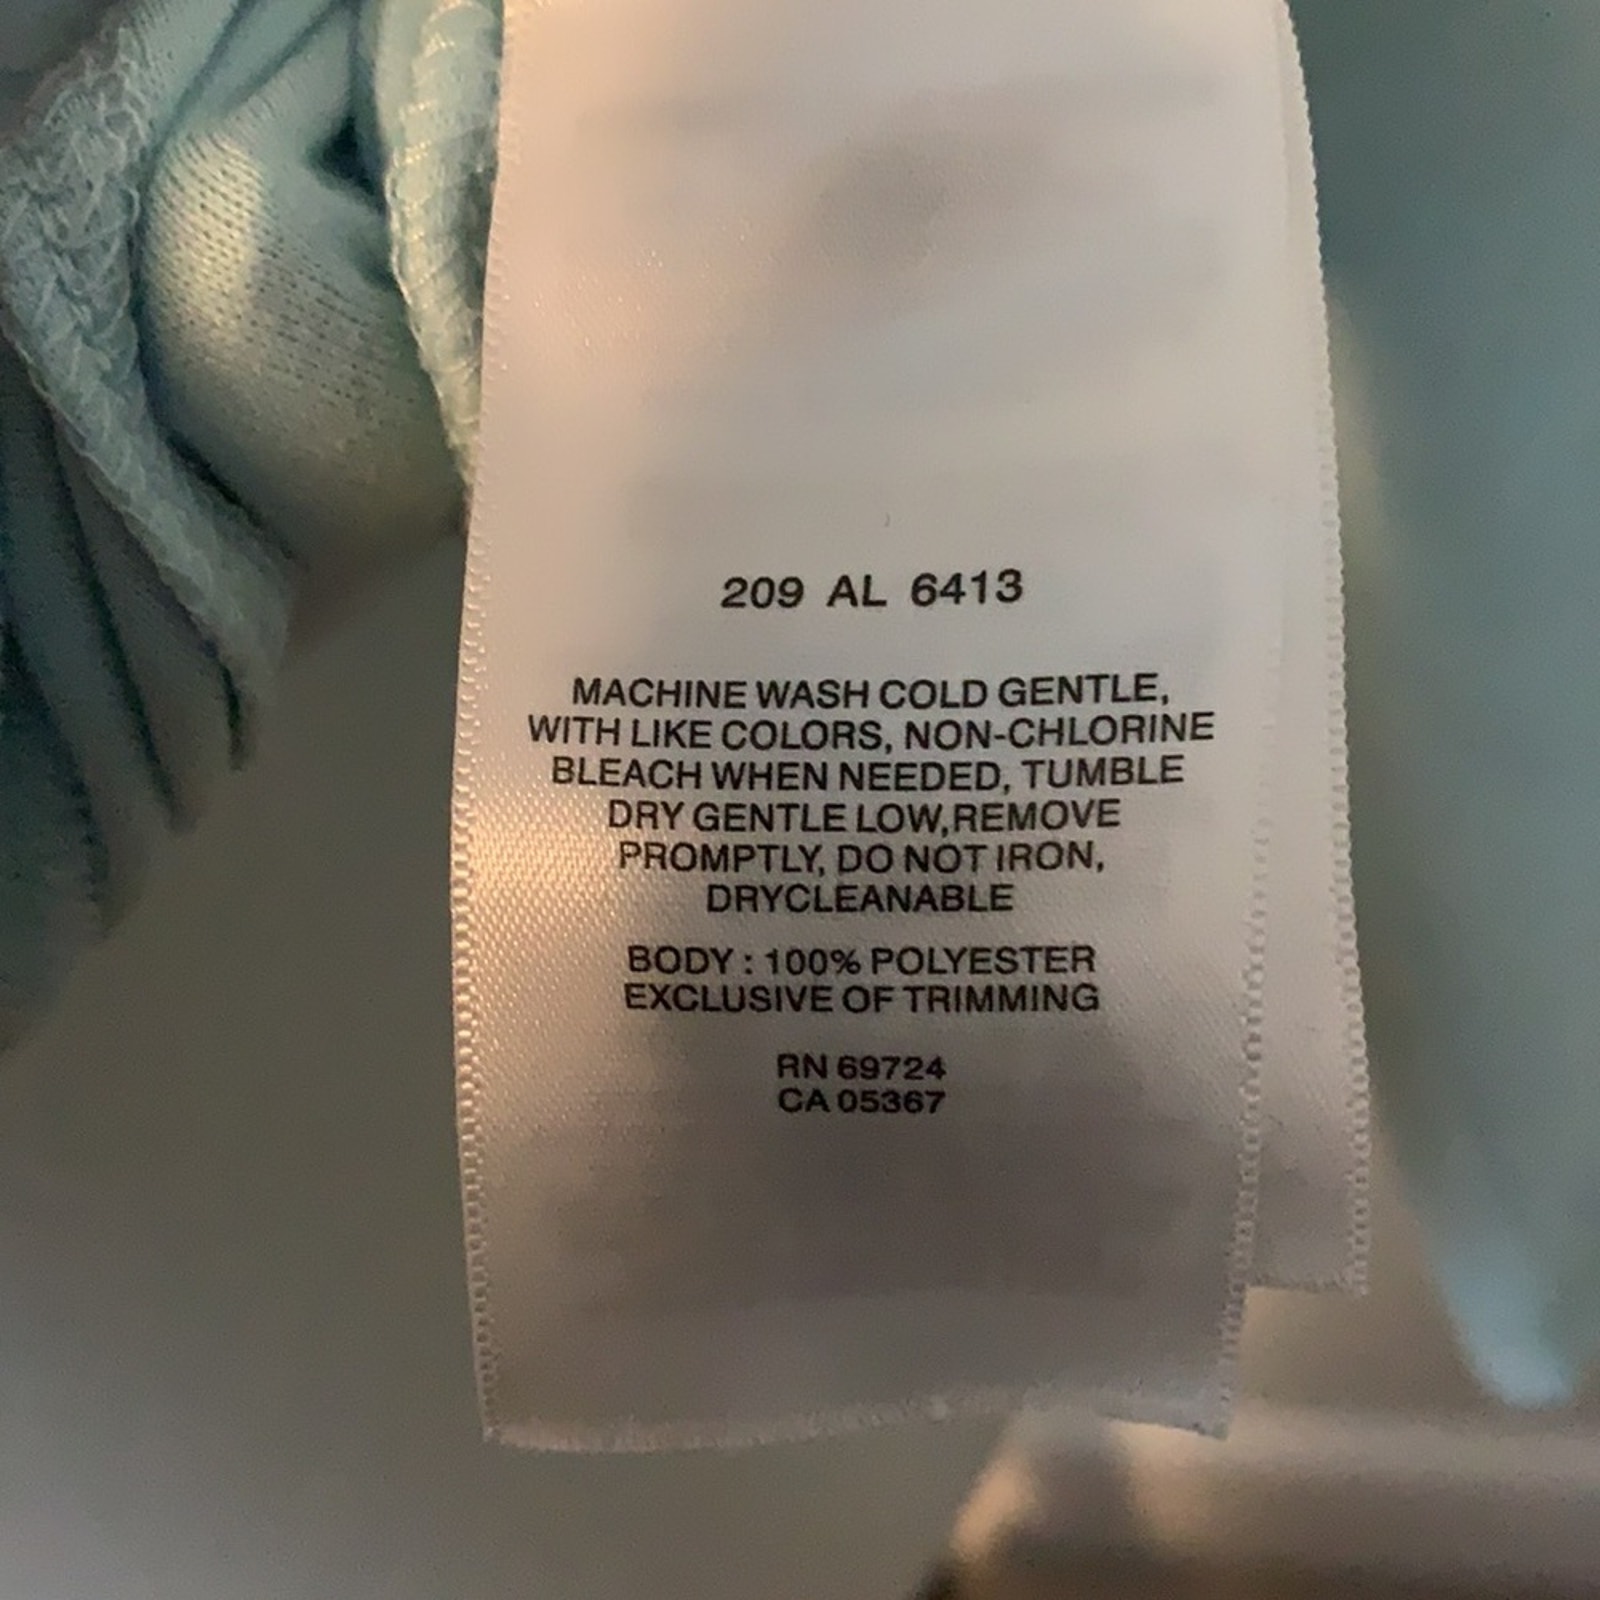 209 AL 6413
MACHINE WASH COLD GENTLE,
WITH LIKE COLORS, NON-CHLORINE
BLEACH WHEN NEEDED, TUMBLE
DRY GENTLE LOW,REMOVE
PROMPTLY, DO NOT IRON,
DRYCLEANABLE
BODY : 100% POLYESTER
EXCLUSIVE OF TRIMMING
RN 69724
CA 05367